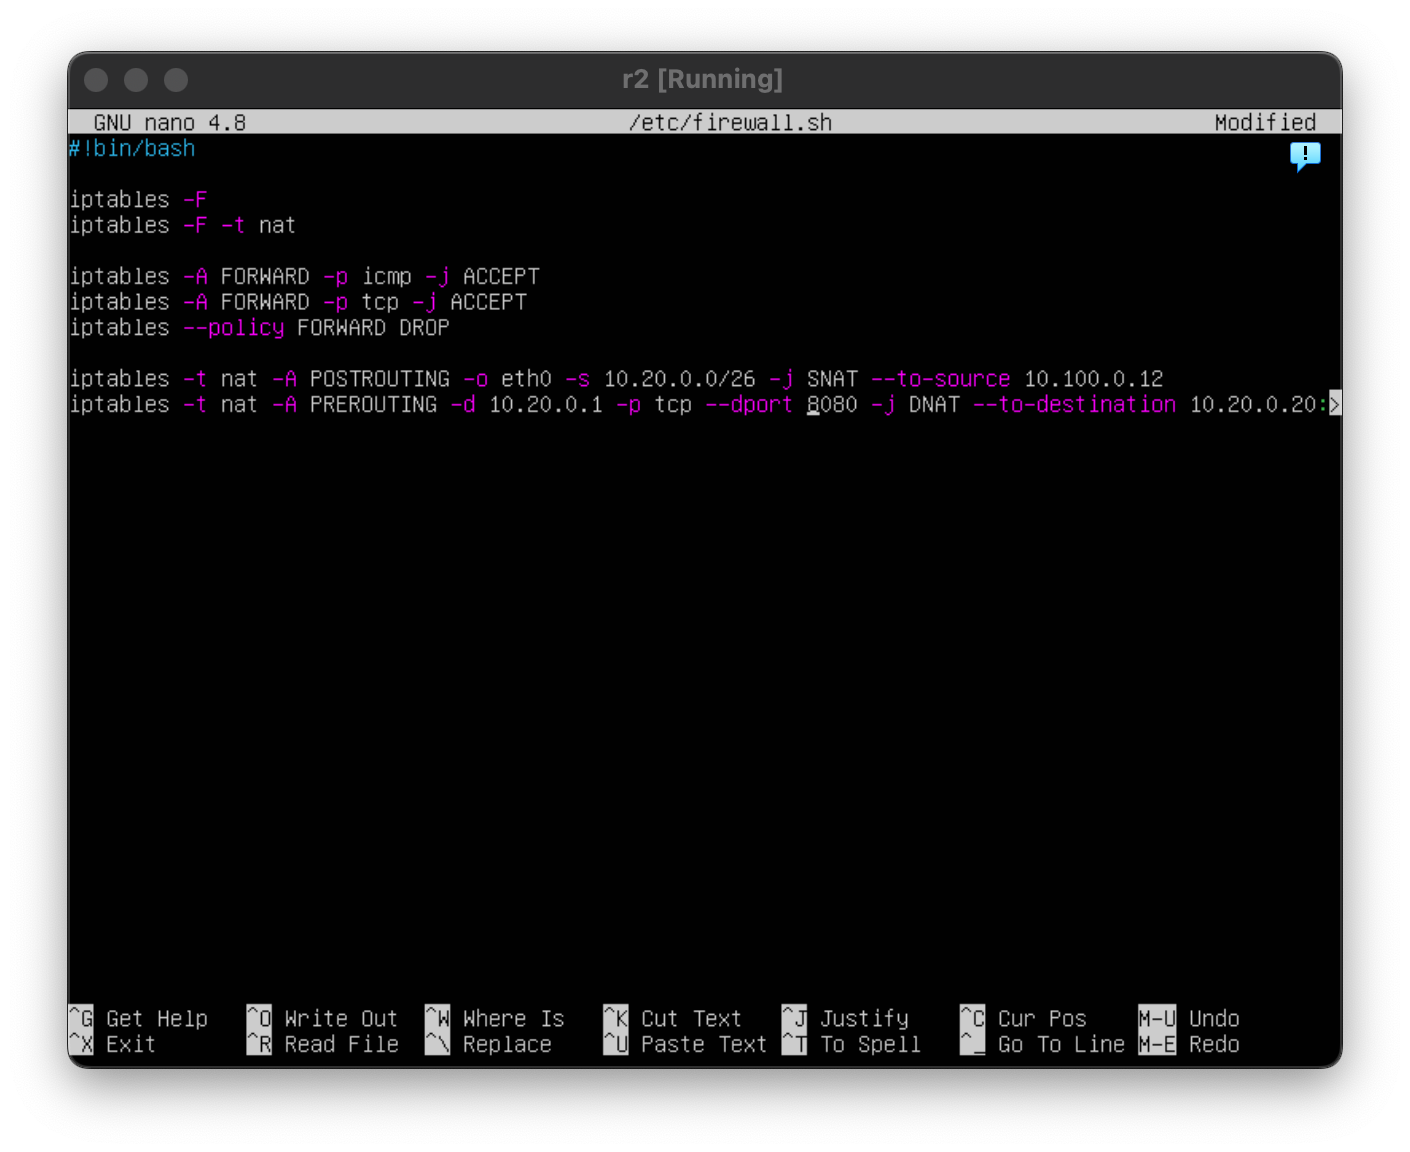 r2 [Running]
GNU nano 4.8 /etc/firewall.sh Modified
#!bin/bash
iptables -F
iptables -F -t nat
iptables -A FORWARD -p icmp -j ACCEPT
iptables -A FORWARD -p tcp -j ACCEPT
iptables --policy FORWARD DROP
iptables -t nat -A POSTROUTING -o eth0 -s 10.20.0.0/26 -j SNAT --to-source 10.100.0.12
iptables -t nat -A PREROUTING -d 10.20.0.1 -p tcp --dport 8080 -j DNAT --to-destination 10.20.0.20:>
^G Get Help ^O Write Out ^W Where Is ^K Cut Text ^J Justify ^C Cur Pos M-U Undo
^X Exit ^R Read File ^\ Replace ^U Paste Text ^T To Spell ^_ Go To Line M-E Redo